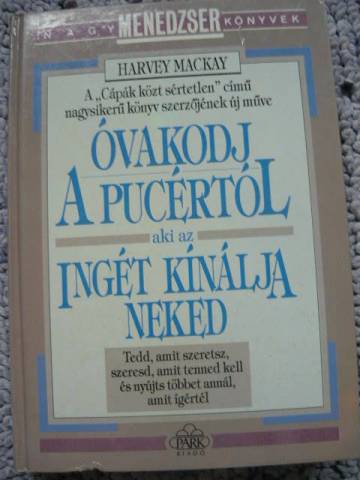 NAGY MENEDZSER KÖNYVEK
HARVEY MACKAY
A „Cápák közt sértetlen” című
nagysikerű könyv szerzőjének új műve
ÓVAKODJ
A PUCÉRTÓL
aki az
INGÉT KÍNÁLJA
NEKED
Tedd, amit szeretsz,
szeresd, amit tenned kell
és nyújts többet annál,
amit ígértél
PARK
KIADÓ